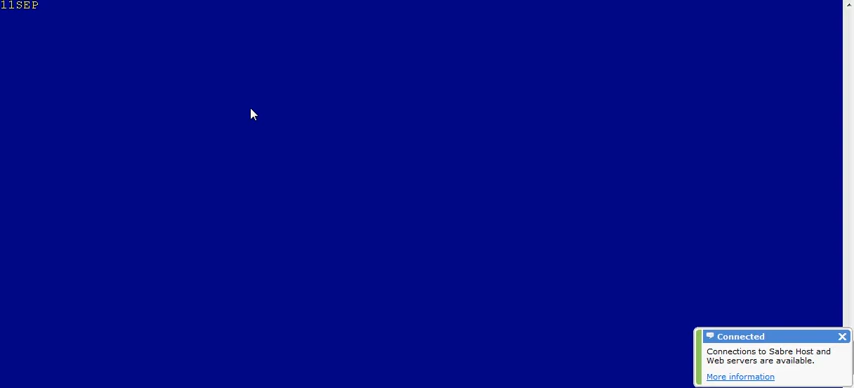 11SEP
Connected
Connections to Sabre Host and
Web servers are available.
More information